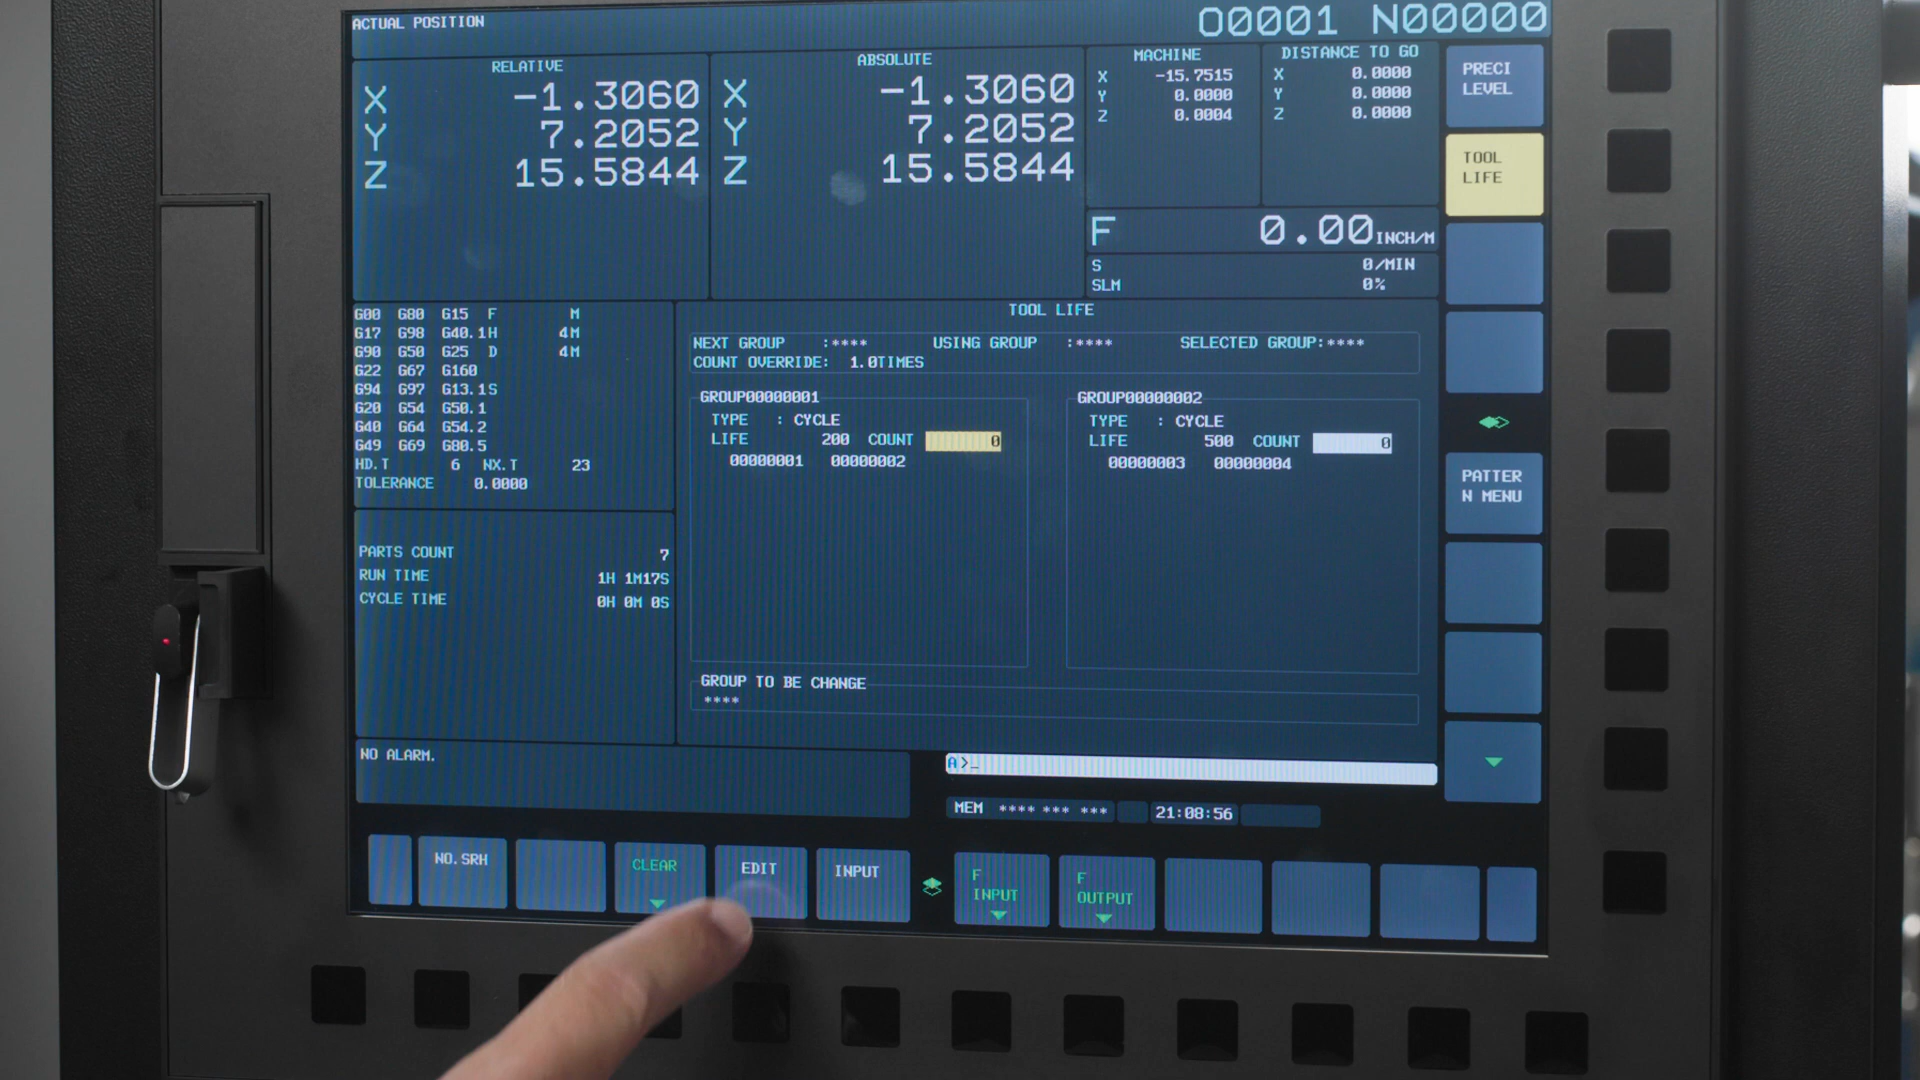 ACTUAL POSITION
O0001 N00000
RELATIVE
X -1.3060
Y 7.2052
Z 15.5844
ABSOLUTE
X -1.3060
Y 7.2052
Z 15.5844
MACHINE
X -15.7515
Y 0.0000
Z 0.0004
DISTANCE TO GO
X 0.0000
Y 0.0000
Z 0.0000
F 0.00 INCH/M
S 0/MIN
SLM 0%
PRECI
LEVEL
TOOL
LIFE
PATTER
N MENU
G00 G80 G15 F M
G17 G98 G40.1 H 4 M
G90 G50 G25 D 4 M
G22 G67 G160
G94 G97 G13.1 S
G20 G54 G50.1
G40 G64 G54.2
G49 G69 G80.5
HD.T 6 NX.T 23
TOLERANCE 0.0000
PARTS COUNT 7
RUN TIME 1H 1M17S
CYCLE TIME 0H 0M 0S
TOOL LIFE
NEXT GROUP :**** USING GROUP :**** SELECTED GROUP:****
COUNT OVERRIDE: 1.0TIMES
GROUP00000001
TYPE : CYCLE
LIFE 200 COUNT 0
00000001 00000002
GROUP00000002
TYPE : CYCLE
LIFE 500 COUNT 0
00000003 00000004
GROUP TO BE CHANGE
****
NO ALARM.
A>_
MEM **** *** *** 21:08:56
NO.SRH
CLEAR
EDIT
INPUT
F
INPUT
F
OUTPUT